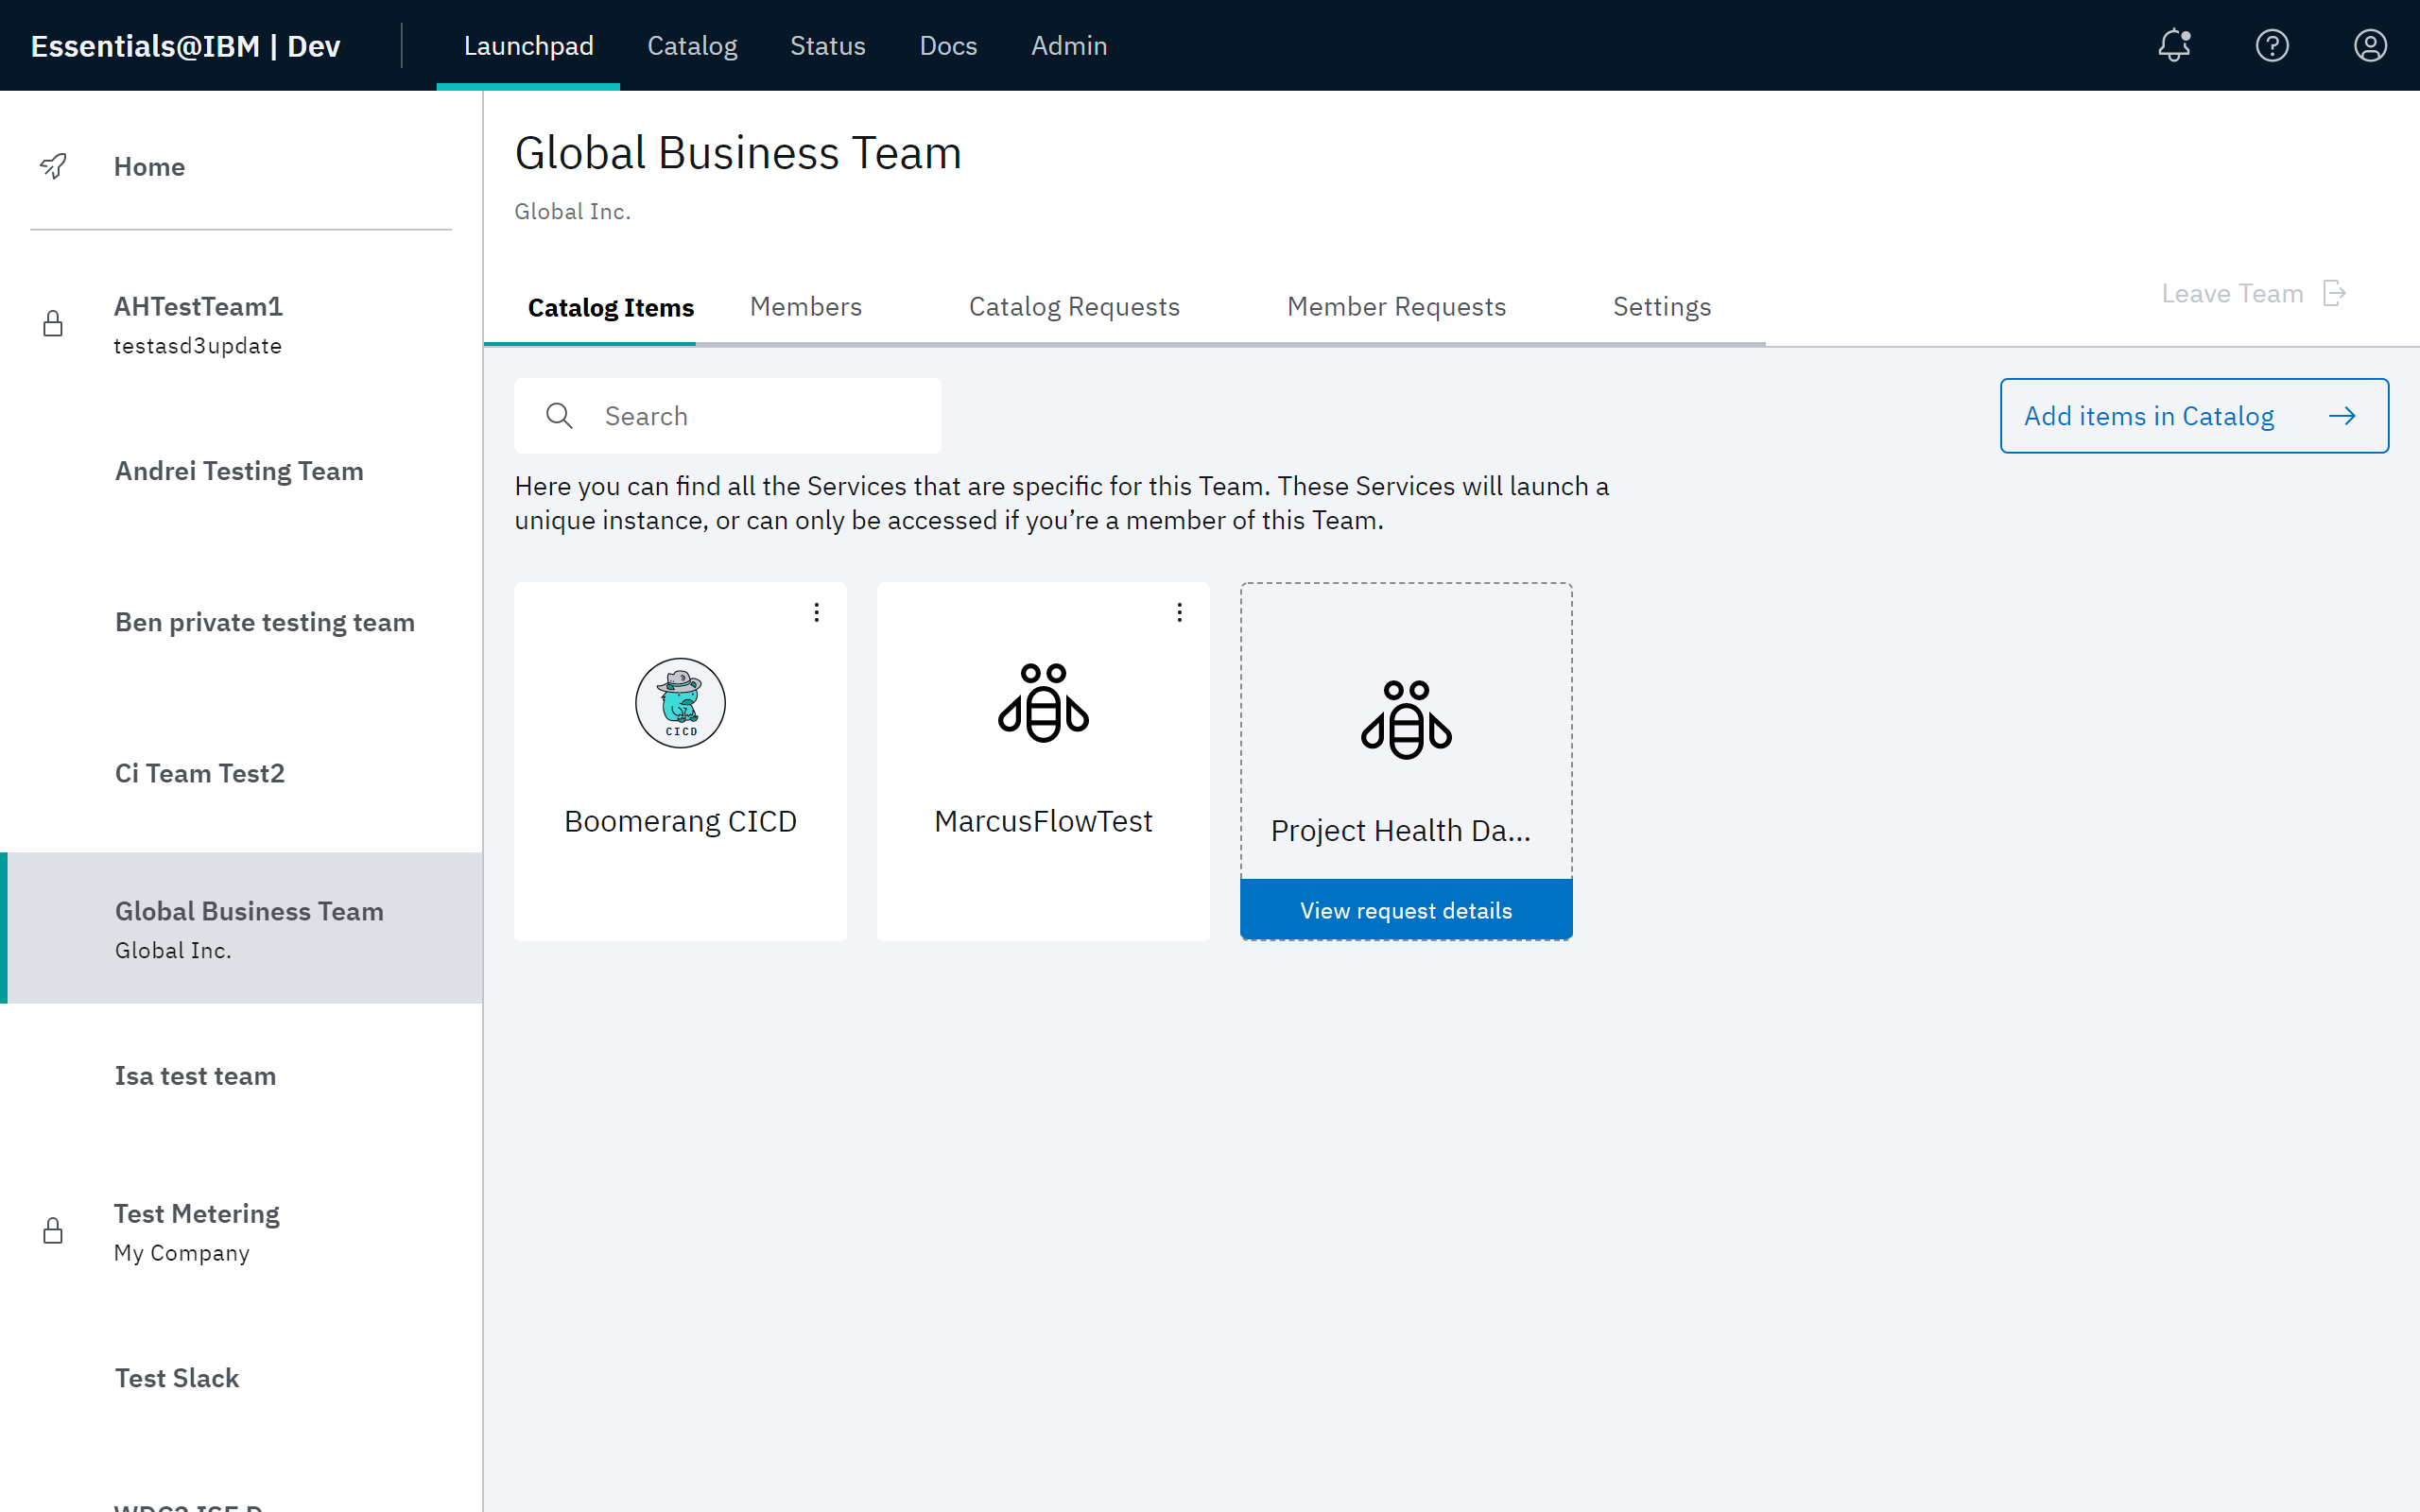 Essentials@IBM | Dev
Launchpad
Catalog
Status
Docs
Admin
Home
AHTestTeam1
testasd3update
Andrei Testing Team
Ben private testing team
Ci Team Test2
Global Business Team
Global Inc.
Isa test team
Test Metering
My Company
Test Slack
Global Business Team
Global Inc.
Catalog Items
Members
Catalog Requests
Member Requests
Settings
Leave Team
Search
Add items in Catalog
Here you can find all the Services that are specific for this Team. These Services will launch a
unique instance, or can only be accessed if you’re a member of this Team.
CICD
Boomerang CICD
MarcusFlowTest
Project Health Da...
View request details